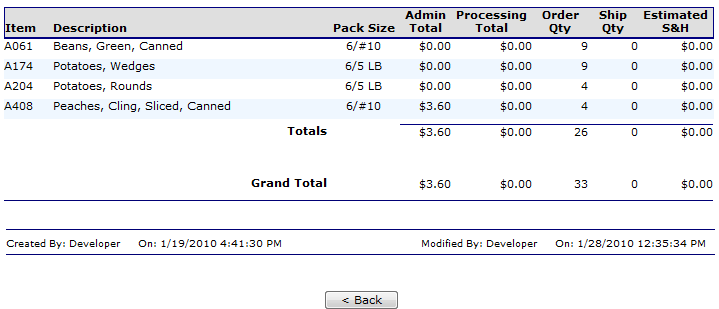 Item Description Pack Size Admin Total Processing Total Order Qty Ship Qty Estimated S&H
A061 Beans, Green, Canned 6/#10 $0.00 $0.00 9 0 $0.00
A174 Potatoes, Wedges 6/5 LB $0.00 $0.00 9 0 $0.00
A204 Potatoes, Rounds 6/5 LB $0.00 $0.00 4 0 $0.00
A408 Peaches, Cling, Sliced, Canned 6/#10 $3.60 $0.00 4 0 $0.00
Totals $3.60 $0.00 26 0 $0.00
Grand Total $3.60 $0.00 33 0 $0.00
Created By: Developer On: 1/19/2010 4:41:30 PM Modified By: Developer On: 1/28/2010 12:35:34 PM
< Back